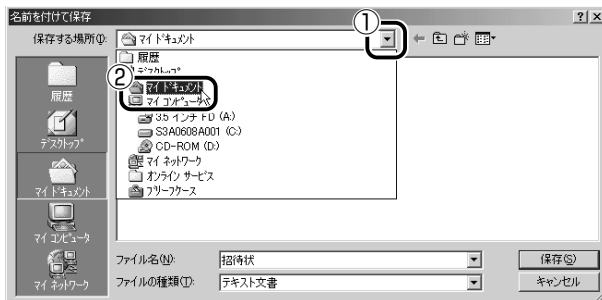 名前を付けて保存
①
保存する場所(I):
マイ ドキュメント
履歴
デスクトップ
②
マイ ドキュメント
マイ コンピュータ
3.5 インチ FD (A:)
S3A0608A001 (C:)
CD-ROM (D:)
マイ ネットワーク
オンライン サービス
ブリーフケース
履歴
デスクトップ
マイ ドキュメント
マイ コンピュータ
マイ ネットワーク
ファイル名(N):
招待状
保存(S)
ファイルの種類(T):
テキスト文書
キャンセル